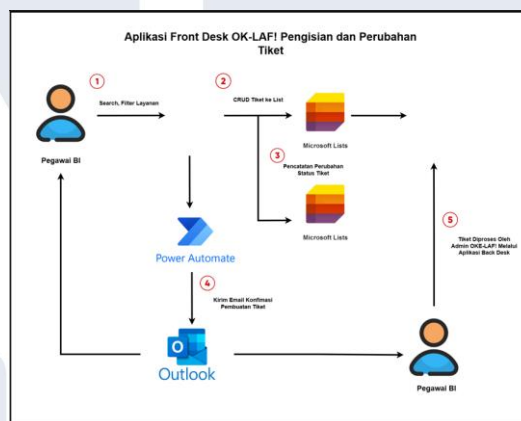 Aplikasi Front Desk OK-LAF! Pengisian dan Perubahan
Tiket
1
Search, Filter Layanan
Pegawai BI
2
CRUD Tiket ke List
Microsoft Lists
3
Pencatatan Perubahan
Status Tiket
Microsoft Lists
Power Automate
4
Kirim Email Konfirmasi
Pembuatan Tiket
Outlook
5
Tiket Diproses Oleh
Admin OKE-LAF! Melalui
Aplikasi Back Desk
Pegawai BI